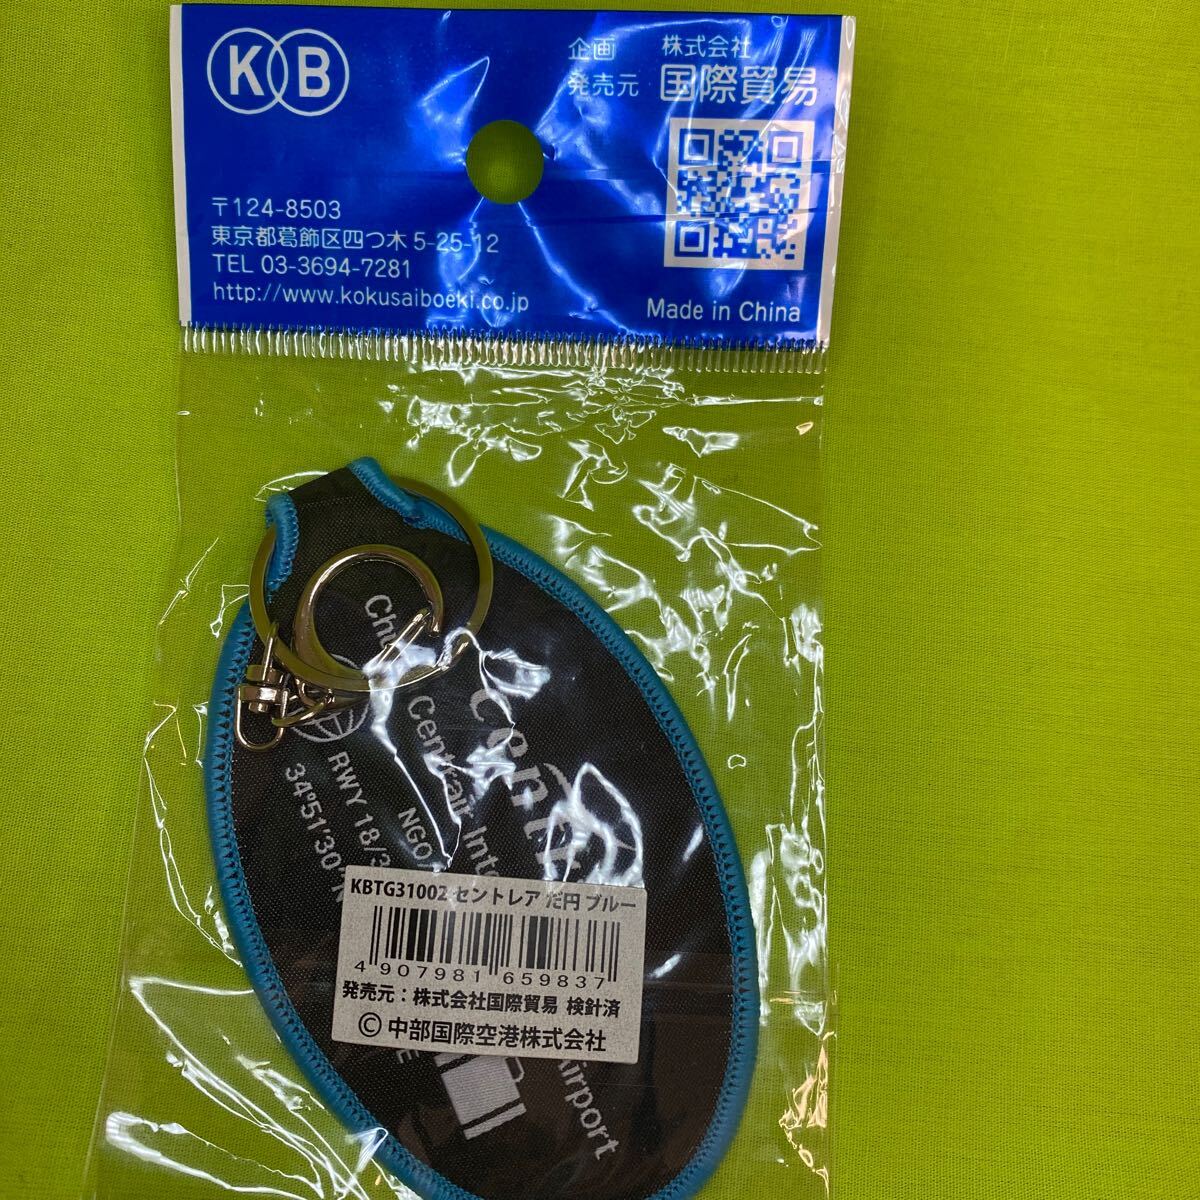 KB
企画
発売元
株式会社
国際貿易
〒124-8503
東京都葛飾区四つ木 5-25-12
TEL 03-3694-7281
http://www.kokusaiboeki.co.jp
Made in China
Centrair
RWY 18/
34°51'30"N
NGO/
Airport
KBTG31002 セントレア だ円 ブルー
4 907981 659837
発売元：株式会社国際貿易 検針済
© 中部国際空港株式会社